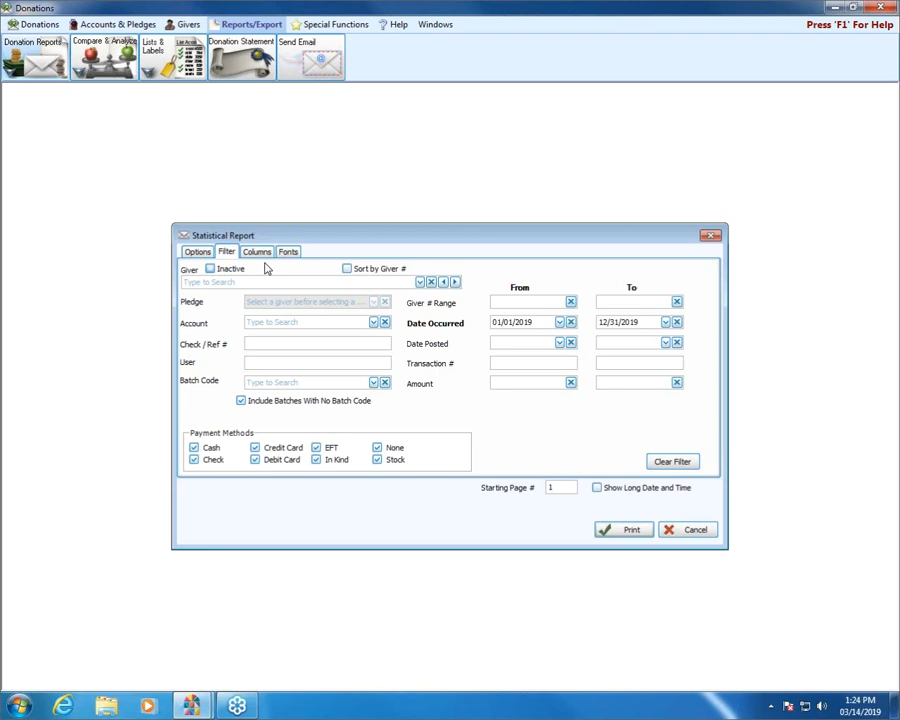 Donations
Donations Accounts & Pledges Givers Reports/Export Special Functions Help Windows Press 'F1' For Help
Donation Reports Compare & Analyze Lists & Labels Donation Statement Send Email
Statistical Report
Options Filter Columns Fonts
Giver Inactive Sort by Giver #
Type to Search From To
Pledge Select a giver before selecting a .... Giver # Range
Account Type to Search Date Occurred 01/01/2019 12/31/2019
Check / Ref # Date Posted
User Transaction #
Batch Code Type to Search Amount
Include Batches With No Batch Code
Payment Methods
Cash Credit Card EFT None
Check Debit Card In Kind Stock
Clear Filter
Starting Page # 1 Show Long Date and Time
Print Cancel
1:24 PM
03/14/2019